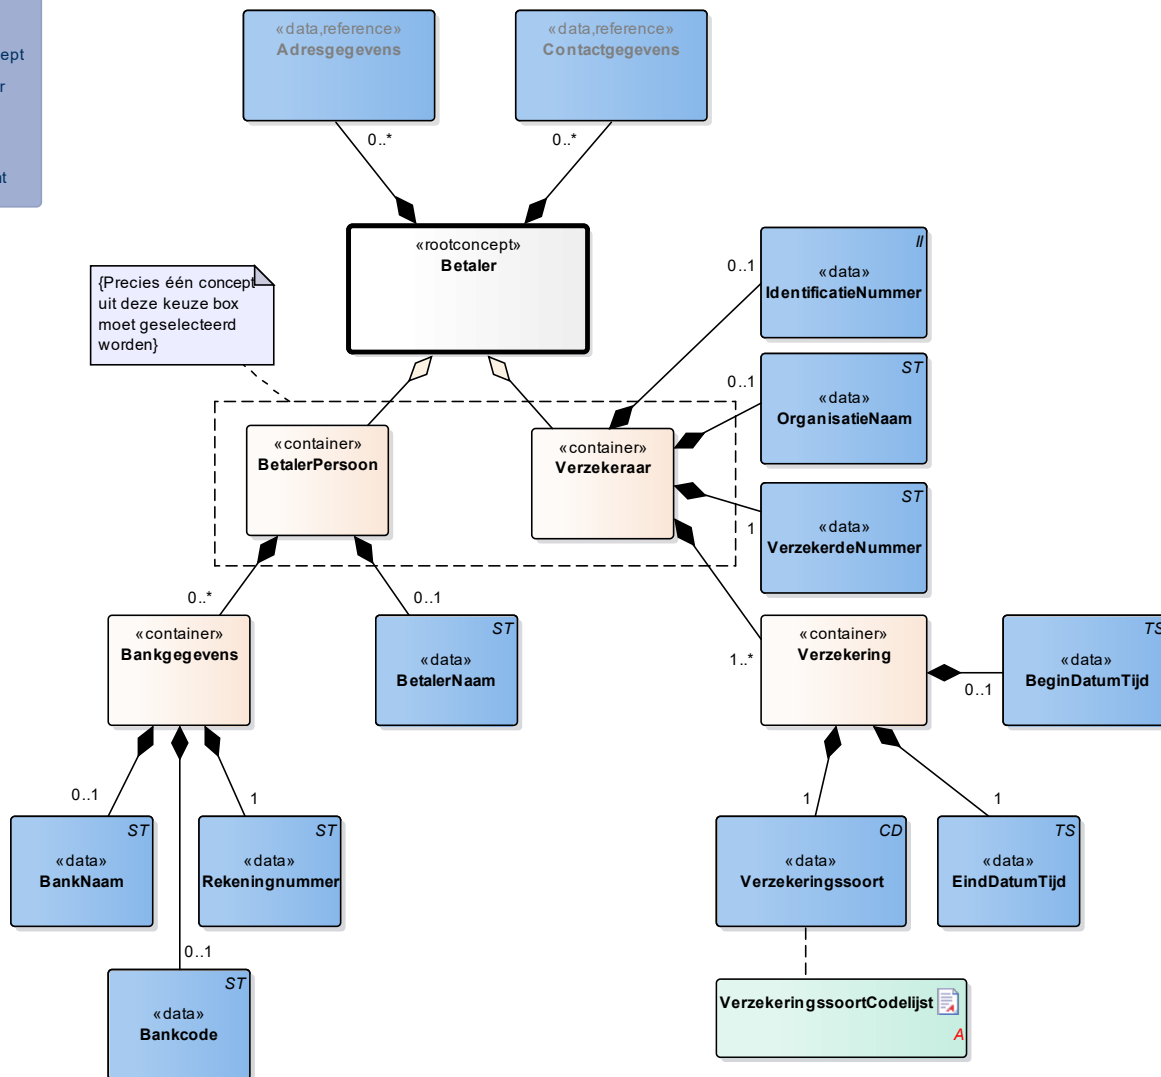 «data,reference»
Adresgegevens
«data,reference»
Contactgegevens
ept
r
nt
0..*
0..*
«rootconcept»
Betaler
{Precies één concept
uit deze keuze box
moet geselecteerd
worden}
II
«data»
IdentificatieNummer
0..1
ST
«data»
OrganisatieNaam
0..1
«container»
BetalerPersoon
«container»
Verzekeraar
ST
«data»
VerzekerdeNummer
1
0..*
0..1
1..*
«container»
Bankgegevens
ST
«data»
BetalerNaam
«container»
Verzekering
TS
«data»
BeginDatumTijd
0..1
0..1
1
1
1
ST
«data»
BankNaam
ST
«data»
Rekeningnummer
CD
«data»
Verzekeringssoort
TS
«data»
EindDatumTijd
0..1
ST
«data»
Bankcode
VerzekeringssoortCodelijst
A